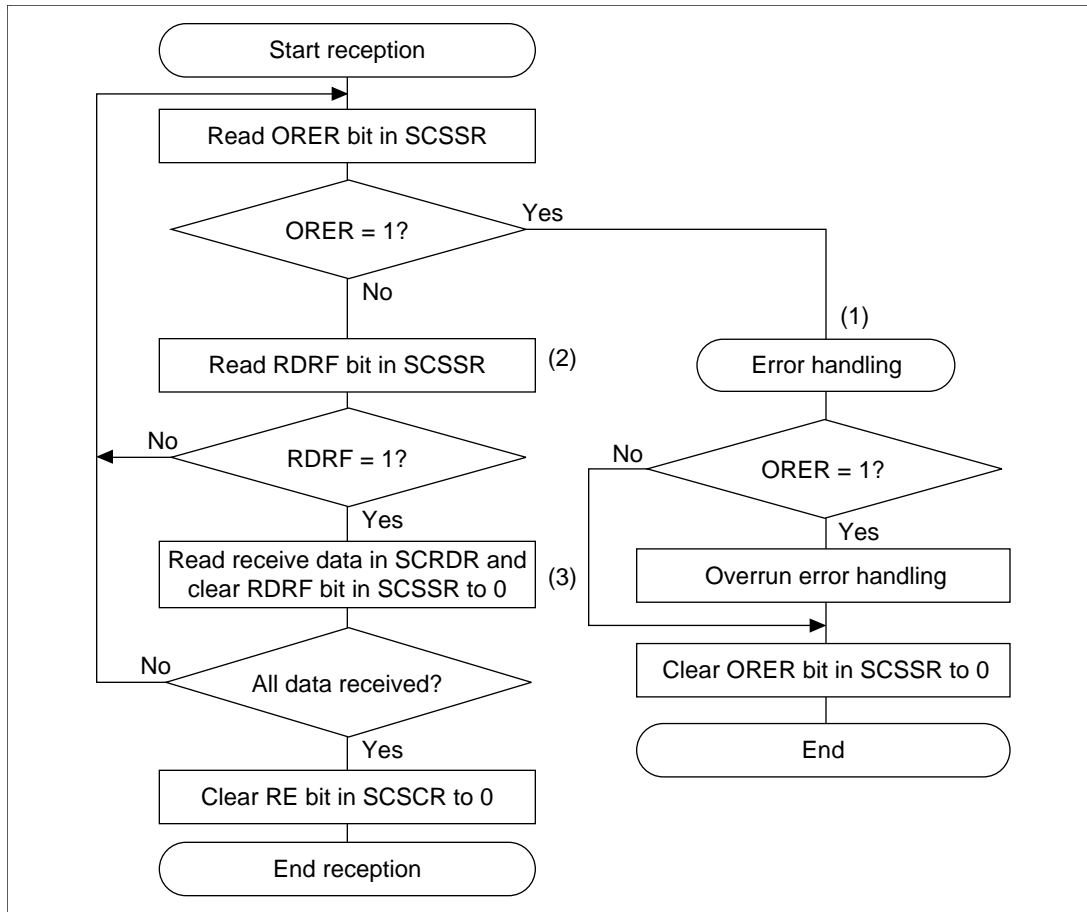 Start reception
Read ORER bit in SCSSR
ORER = 1?
Yes
No
Read RDRF bit in SCSSR
(2)
RDRF = 1?
No
Yes
Read receive data in SCRDR and
clear RDRF bit in SCSSR to 0
(3)
All data received?
No
Yes
Clear RE bit in SCSCR to 0
End reception
(1)
Error handling
ORER = 1?
No
Yes
Overrun error handling
Clear ORER bit in SCSSR to 0
End